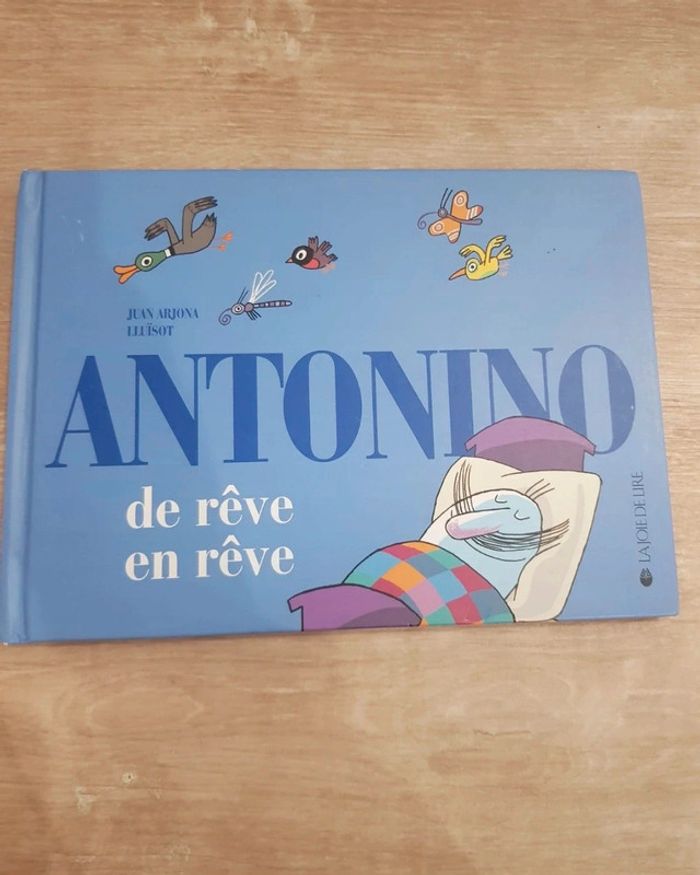 JUAN ARJONA
LLUÏSOT
ANTONINO
de rêve
en rêve
LA JOIE DE LIRE